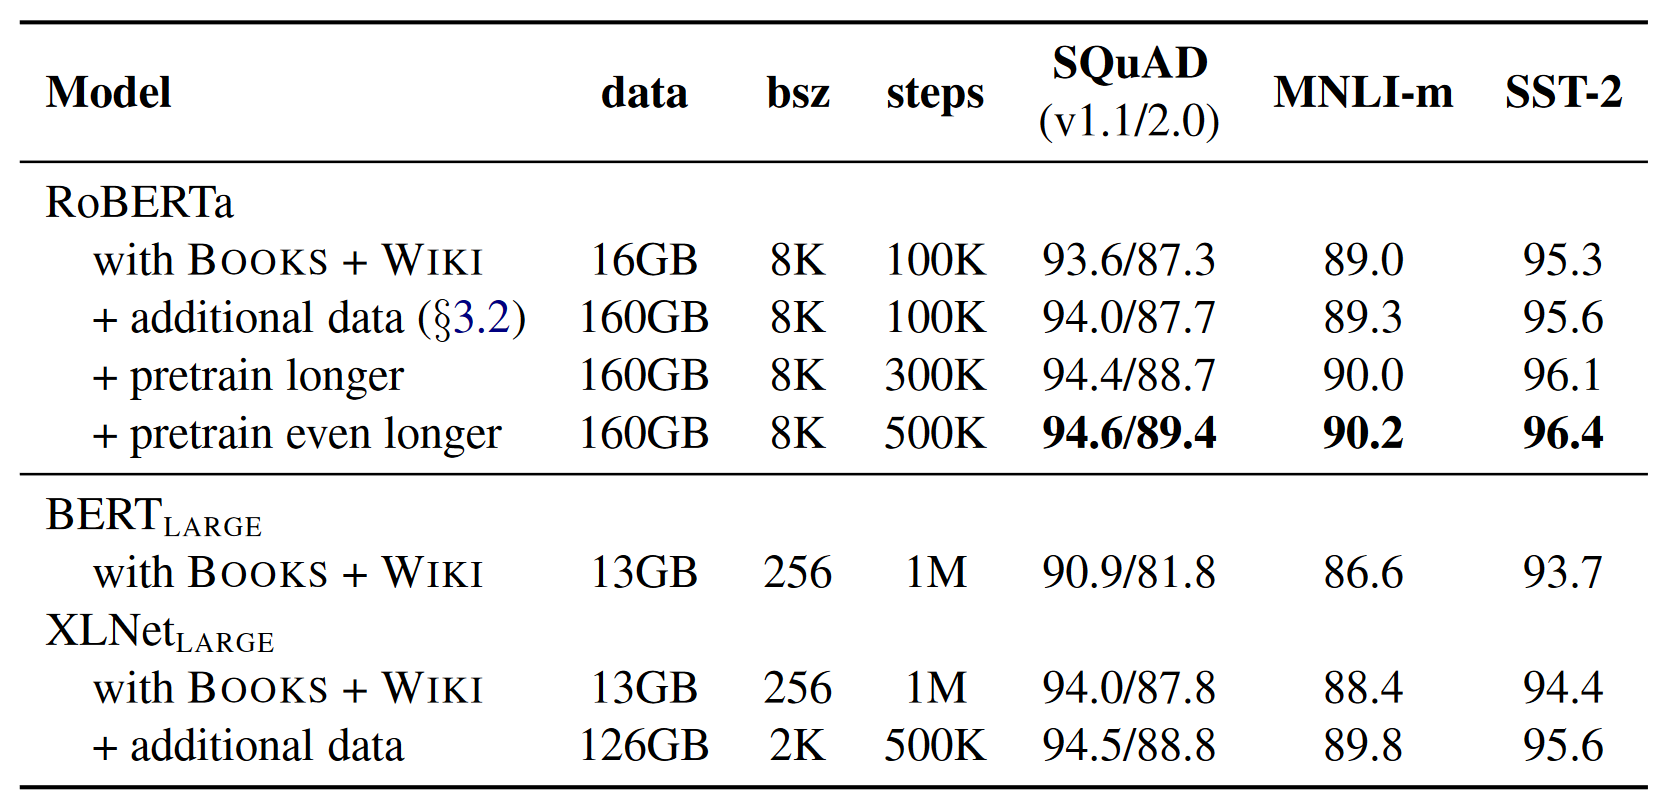 Model data bsz steps SQuAD (v1.1/2.0) MNLI-m SST-2
RoBERTa
with BOOKS + WIKI 16GB 8K 100K 93.6/87.3 89.0 95.3
+ additional data (§3.2) 160GB 8K 100K 94.0/87.7 89.3 95.6
+ pretrain longer 160GB 8K 300K 94.4/88.7 90.0 96.1
+ pretrain even longer 160GB 8K 500K 94.6/89.4 90.2 96.4
BERTLARGE
with BOOKS + WIKI 13GB 256 1M 90.9/81.8 86.6 93.7
XLNetLARGE
with BOOKS + WIKI 13GB 256 1M 94.0/87.8 88.4 94.4
+ additional data 126GB 2K 500K 94.5/88.8 89.8 95.6